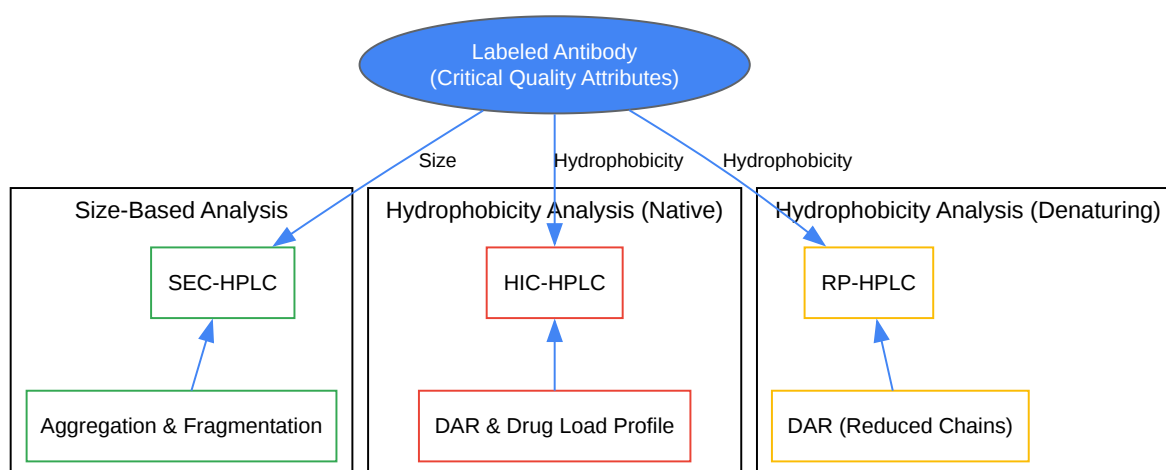 Labeled Antibody
(Critical Quality Attributes)
Size
Hydrophobicity
Hydrophobicity
Size-Based Analysis
Hydrophobicity Analysis (Native)
Hydrophobicity Analysis (Denaturing)
SEC-HPLC
HIC-HPLC
RP-HPLC
Aggregation & Fragmentation
DAR & Drug Load Profile
DAR (Reduced Chains)